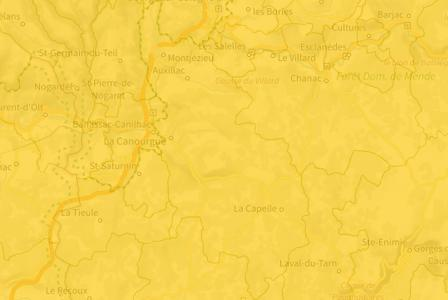 les Bories
Barjac
Cultures
Les Salelles
Esclanèdes
St-Germain-du-Teil
Montjézieu
Le Villard
Auxillac
Chanac
Forêt Dom. de Mende
St-Pierre-de-
Nogaret
Banassac-Canilhac
La Canourgue
St-Saturnin
La Tieule
La Capelle
Ste-Enimie
Laval-du-Tarn
Le Recoux